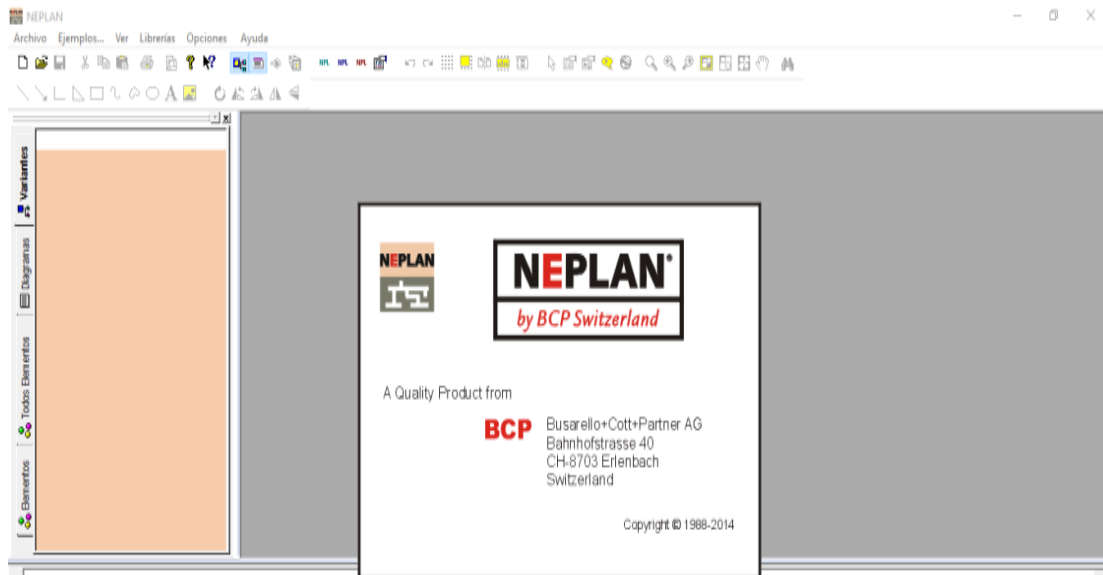 NEPLAN
Archivo Ejemplos... Ver Librerías Opciones Ayuda
Variantes
Diagramas
Todos Elementos
Elementos
NEPLAN
NEPLAN®
by BCP Switzerland
A Quality Product from
BCP
Busarello+Cott+Partner AG
Bahnhofstrasse 40
CH-8703 Erlenbach
Switzerland
Copyright © 1988-2014